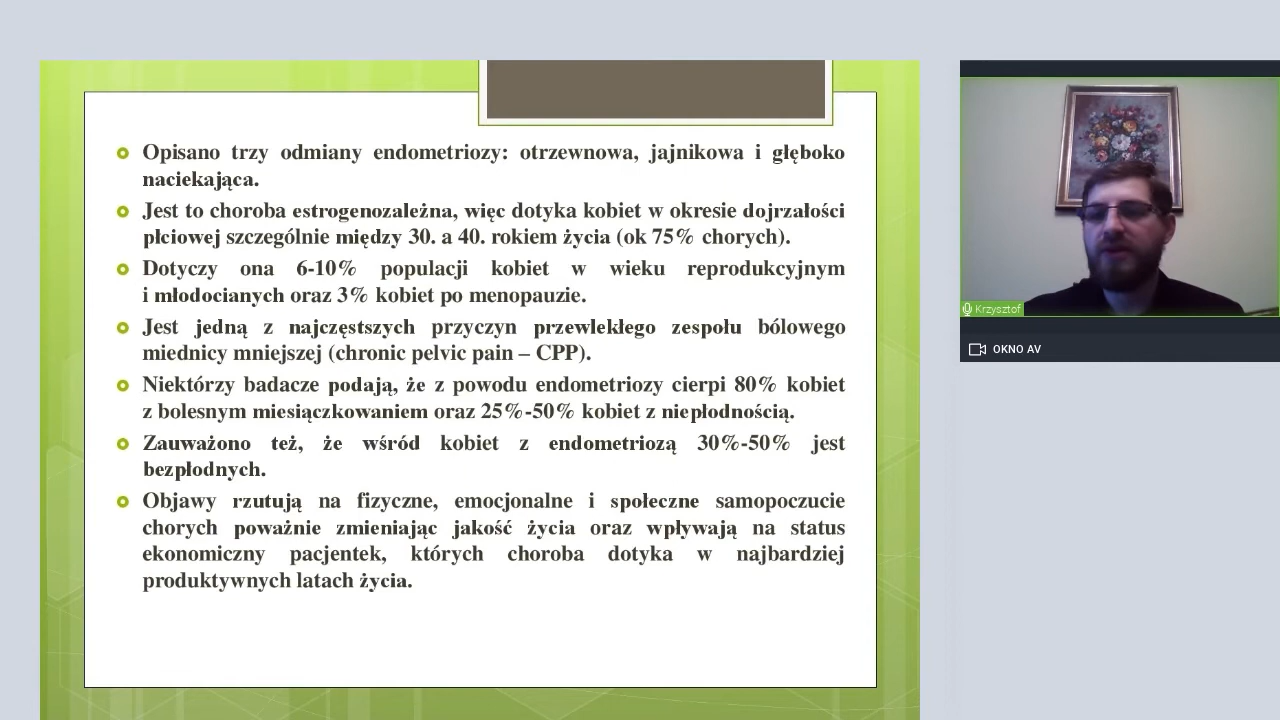 Opisano trzy odmiany endometriozy: otrzewnowa, jajnikowa i głęboko
naciekająca.
Jest to choroba estrogenozależna, więc dotyka kobiet w okresie dojrzałości
płciowej szczególnie między 30. a 40. rokiem życia (ok 75% chorych).
Dotyczy ona 6-10% populacji kobiet w wieku reprodukcyjnym
i młodocianych oraz 3% kobiet po menopauzie.
Jest jedną z najczęstszych przyczyn przewlekłego zespołu bólowego
miednicy mniejszej (chronic pelvic pain – CPP).
Niektórzy badacze podają, że z powodu endometriozy cierpi 80% kobiet
z bolesnym miesiączkowaniem oraz 25%-50% kobiet z niepłodnością.
Zauważono też, że wśród kobiet z endometriozą 30%-50% jest
bezpłodnych.
Objawy rzutują na fizyczne, emocjonalne i społeczne samopoczucie
chorych poważnie zmieniając jakość życia oraz wpływają na status
ekonomiczny pacjentek, których choroba dotyka w najbardziej
produktywnych latach życia.
Krzysztof
OKNO AV